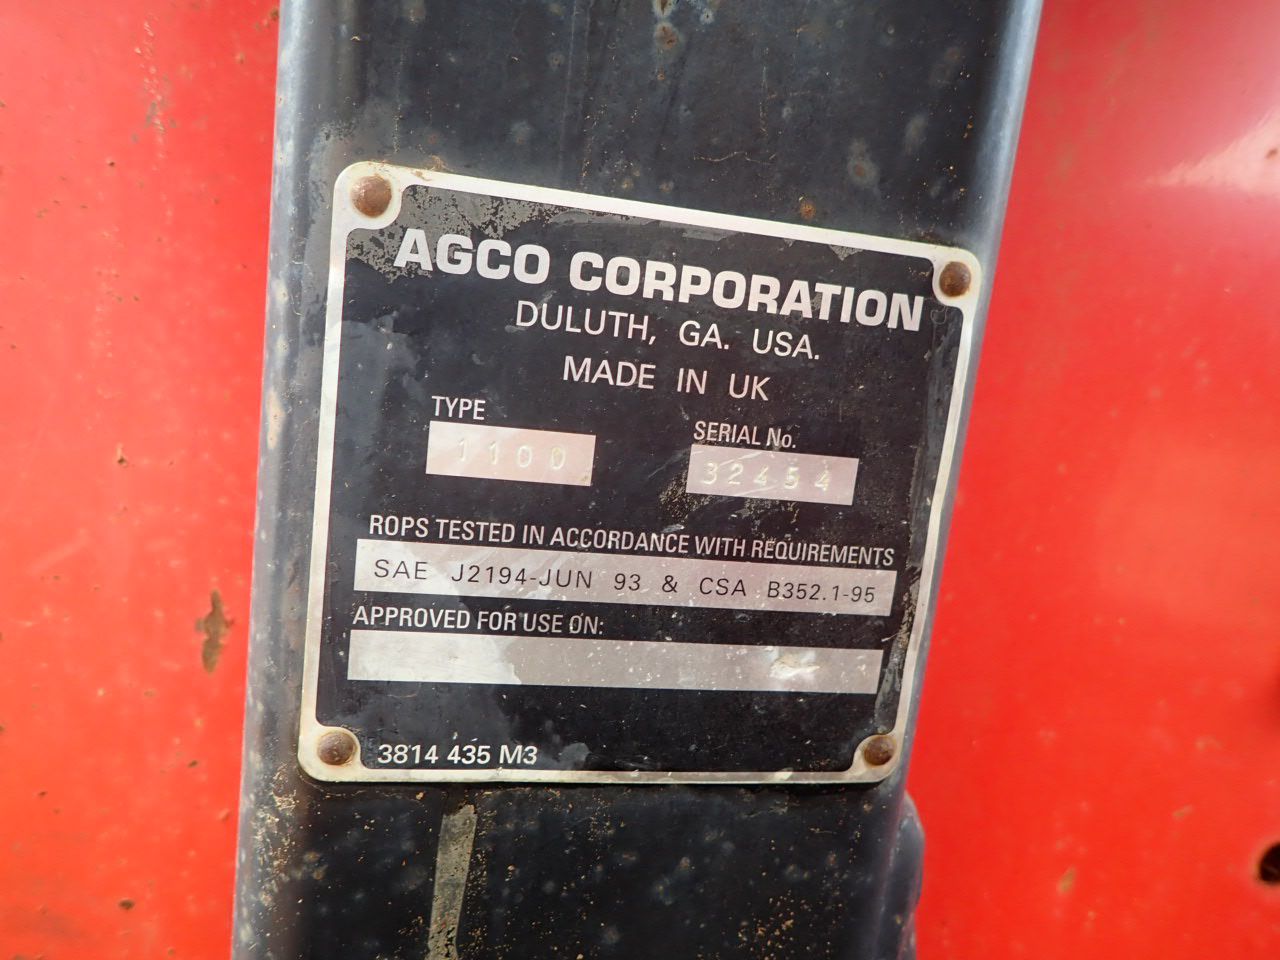 AGCO CORPORATION
DULUTH, GA. USA.
MADE IN UK
TYPE
1100
SERIAL No.
32454
ROPS TESTED IN ACCORDANCE WITH REQUIREMENTS
SAE J2194-JUN 93 & CSA B352.1-95
APPROVED FOR USE ON:
3814 435 M3